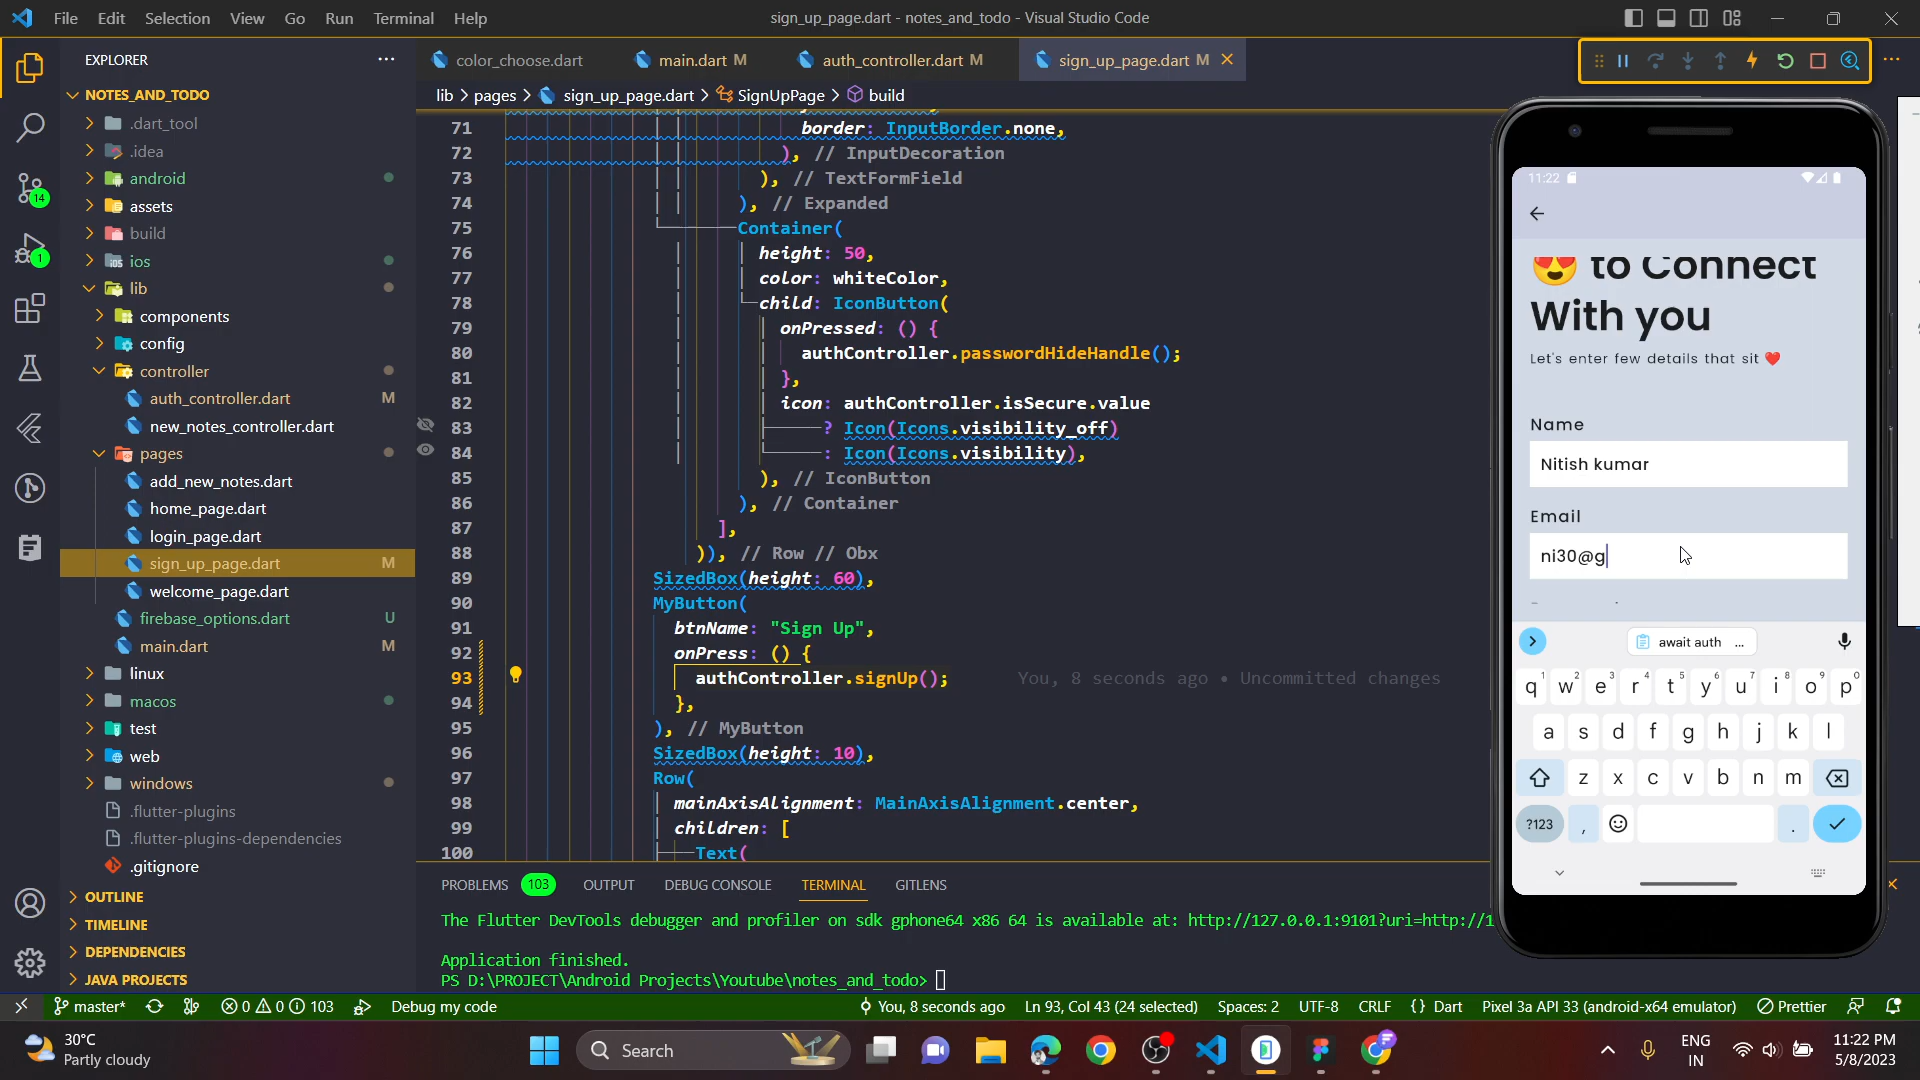 File Edit Selection View Go Run Terminal Help
sign_up_page.dart - notes_and_todo - Visual Studio Code
EXPLORER
NOTES_AND_TODO
.dart_tool
.idea
android
assets
build
ios
lib
components
config
controller
auth_controller.dart M
new_notes_controller.dart
pages
add_new_notes.dart
home_page.dart
login_page.dart
sign_up_page.dart M
welcome_page.dart
firebase_options.dart U
main.dart M
linux
macos
test
web
windows
.flutter-plugins
.flutter-plugins-dependencies
.gitignore
OUTLINE
TIMELINE
DEPENDENCIES
JAVA PROJECTS
14
1
color_choose.dart main.dart M auth_controller.dart M sign_up_page.dart M
lib > pages > sign_up_page.dart > SignUpPage > build
71 border: InputBorder.none,
72 ), // InputDecoration
73 ), // TextFormField
74 ), // Expanded
75 Container(
76 height: 50,
77 color: whiteColor,
78 child: IconButton(
79 onPressed: () {
80 authController.passwordHideHandle();
81 },
82 icon: authController.isSecure.value
83 ? Icon(Icons.visibility_off)
84 : Icon(Icons.visibility),
85 ), // IconButton
86 ), // Container
87 ],
88 )), // Row // Obx
89 SizedBox(height: 60),
90 MyButton(
91 btnName: "Sign Up",
92 onPress: () {
93 authController.signUp(); You, 8 seconds ago • Uncommitted changes
94 },
95 ), // MyButton
96 SizedBox(height: 10),
97 Row(
98 mainAxisAlignment: MainAxisAlignment.center,
99 children: [
100 Text(
PROBLEMS 103 OUTPUT DEBUG CONSOLE TERMINAL GITLENS
The Flutter DevTools debugger and profiler on sdk gphone64 x86 64 is available at: http://127.0.0.1:9101?uri=http://1
Application finished.
PS D:\PROJECT\Android Projects\Youtube\notes_and_todo>
11:22
😍 to Connect
With you
Let's enter few details that sit ❤️
Name
Nitish kumar
Email
ni30@g
await auth ...
q1 w2 e3 r4 t5 y6 u7 i8 o9 p0
a s d f g h j k l
z x c v b n m
?123 , .
master* 0 0 103 Debug my code You, 8 seconds ago Ln 93, Col 43 (24 selected) Spaces: 2 UTF-8 CRLF {} Dart Pixel 3a API 33 (android-x64 emulator) Prettier
30°C
Partly cloudy
Search
ENG
IN
11:22 PM
5/8/2023